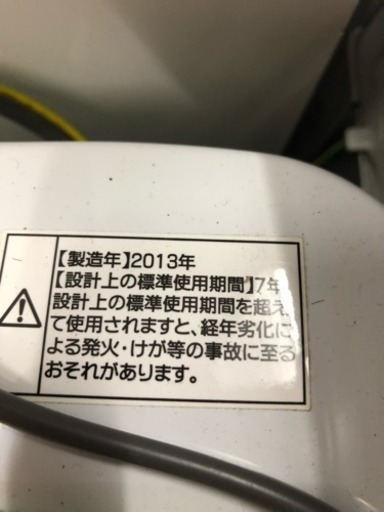 【製造年】2013年
【設計上の標準使用期間】7年
設計上の標準使用期間を超え
て使用されますと、経年劣化に
よる発火・けが等の事故に至る
おそれがあります。